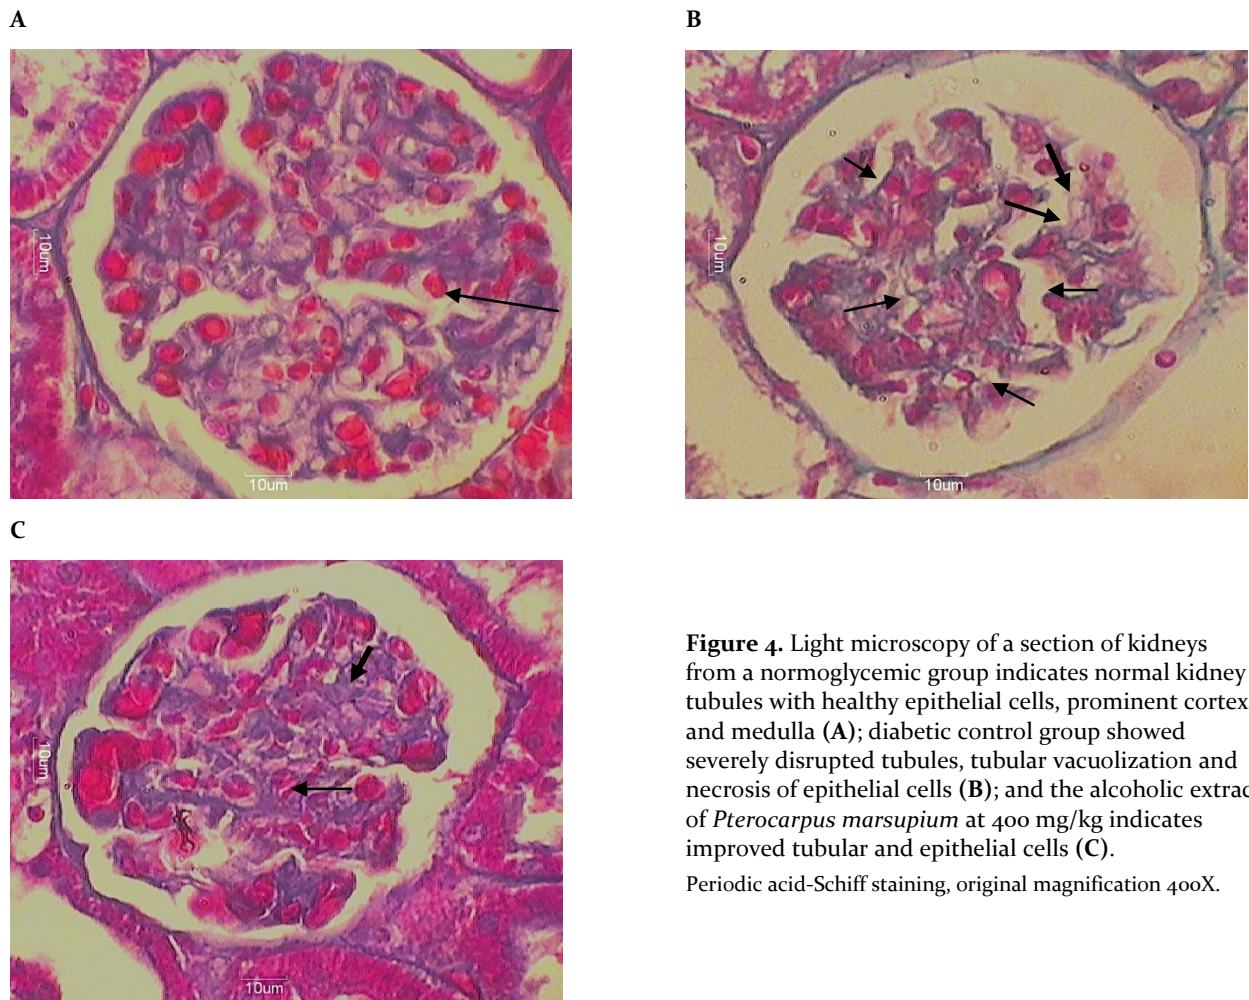 A
B
10um
10um
10um
10um
C
10um
10um
Figure 4. Light microscopy of a section of kidneys
from a normoglycemic group indicates normal kidney
tubules with healthy epithelial cells, prominent cortex
and medulla (A); diabetic control group showed
severely disrupted tubules, tubular vacuolization and
necrosis of epithelial cells (B); and the alcoholic extrac
of Pterocarpus marsupium at 400 mg/kg indicates
improved tubular and epithelial cells (C).
Periodic acid-Schiff staining, original magnification 400X.